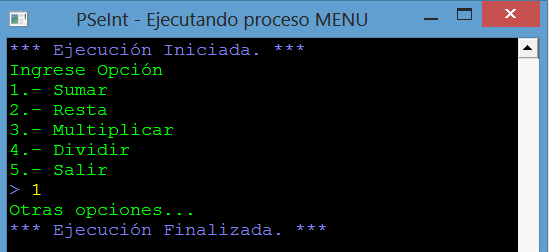 PSeInt - Ejecutando proceso MENU
*** Ejecución Iniciada. ***
Ingrese Opción
1.- Sumar
2.- Resta
3.- Multiplicar
4.- Dividir
5.- Salir
> 1
Otras opciones...
*** Ejecución Finalizada. ***